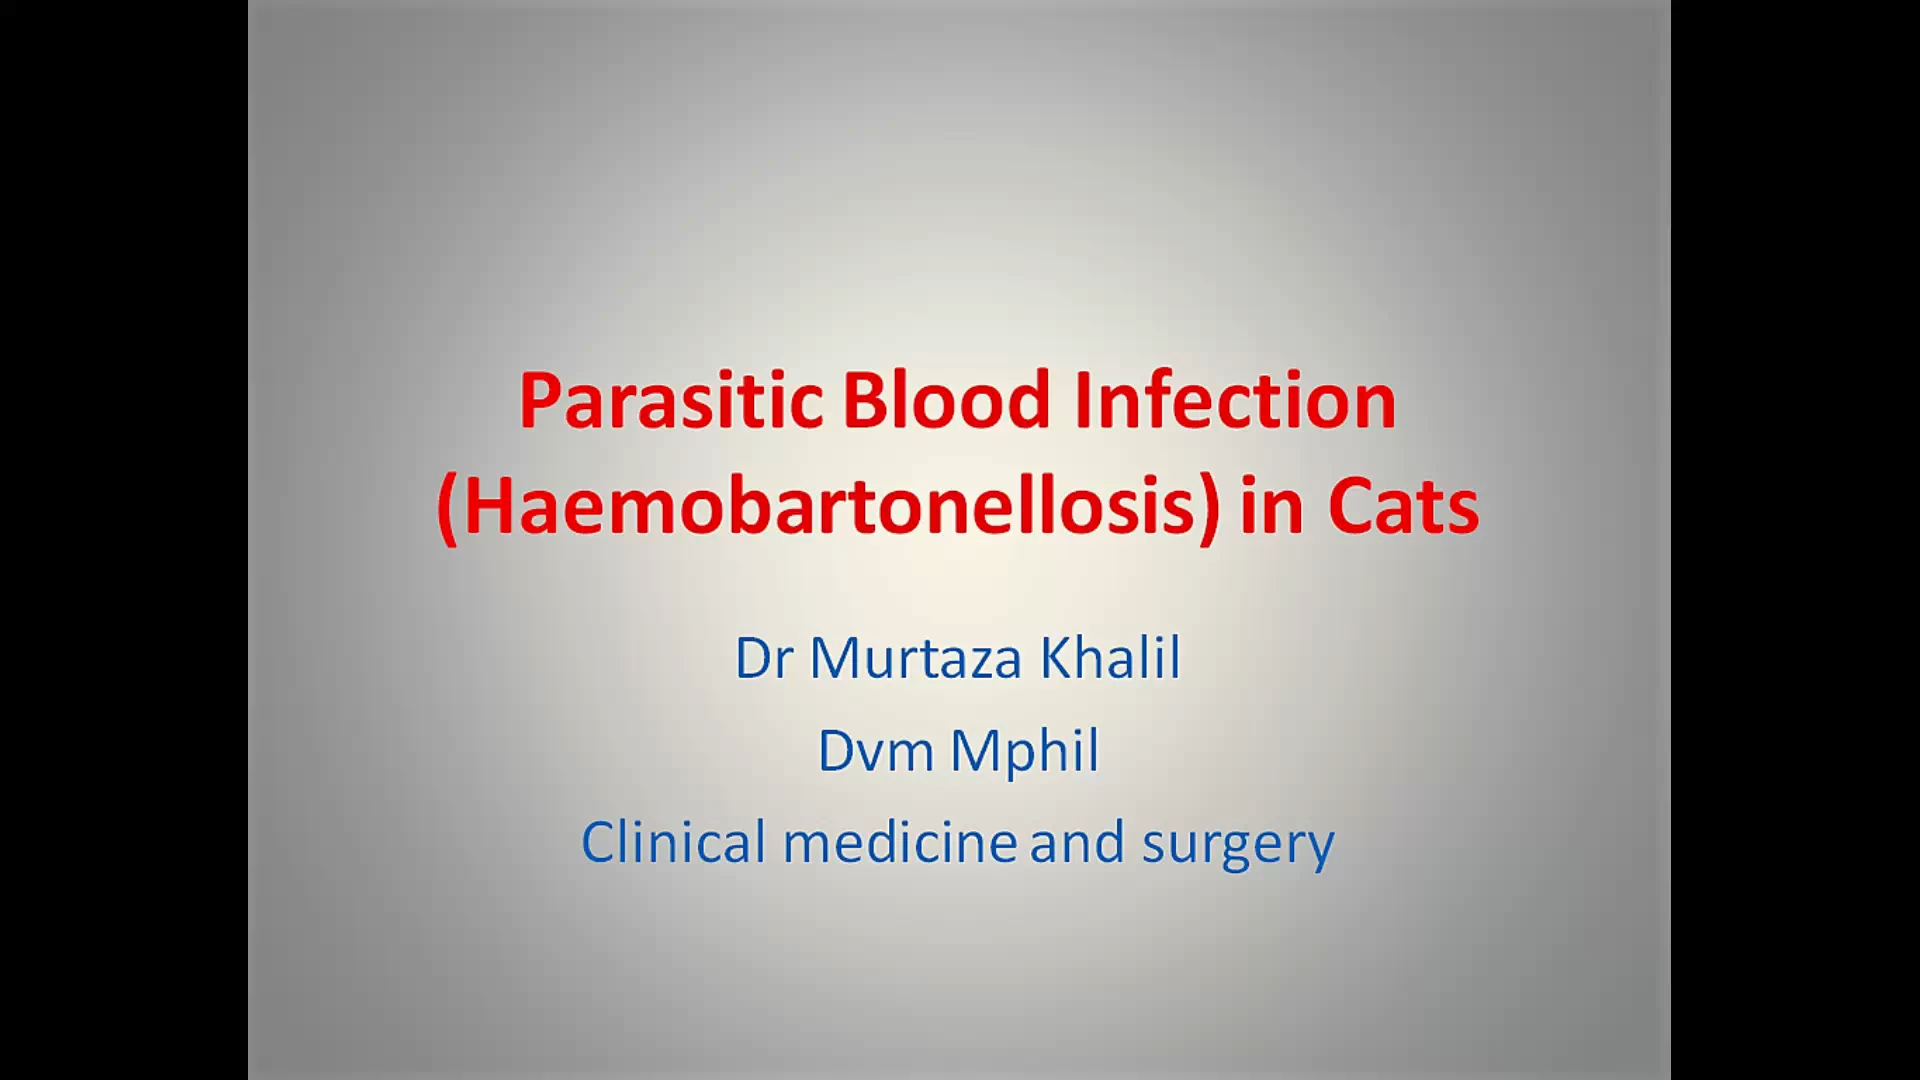 Parasitic Blood Infection
(Haemobartonellosis) in Cats
Dr Murtaza Khalil
Dvm Mphil
Clinical medicine and surgery